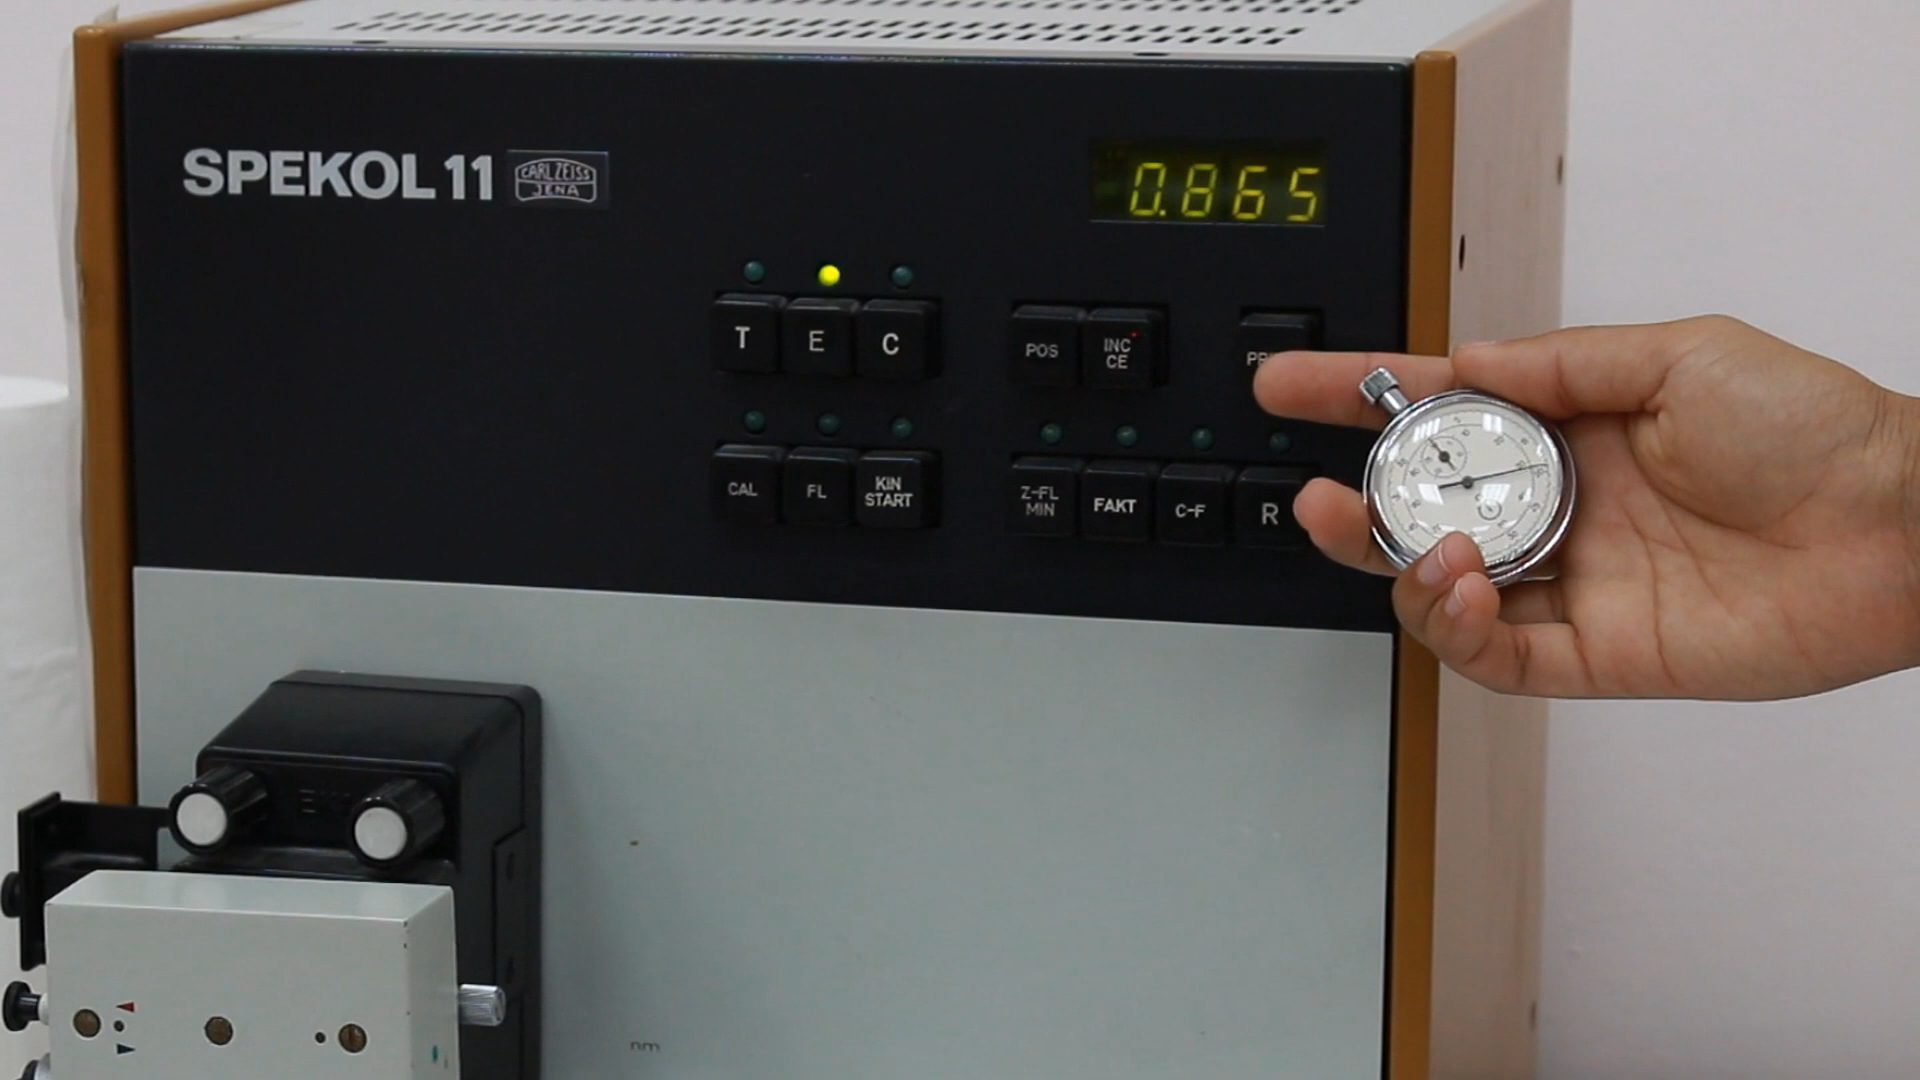 SPEKOL 11
CARL ZEISS
JENA
0.865
T E C
POS
INC
CE
CAL FL
KIN
START
Z-FL
MIN
FAKT C-F R
nm